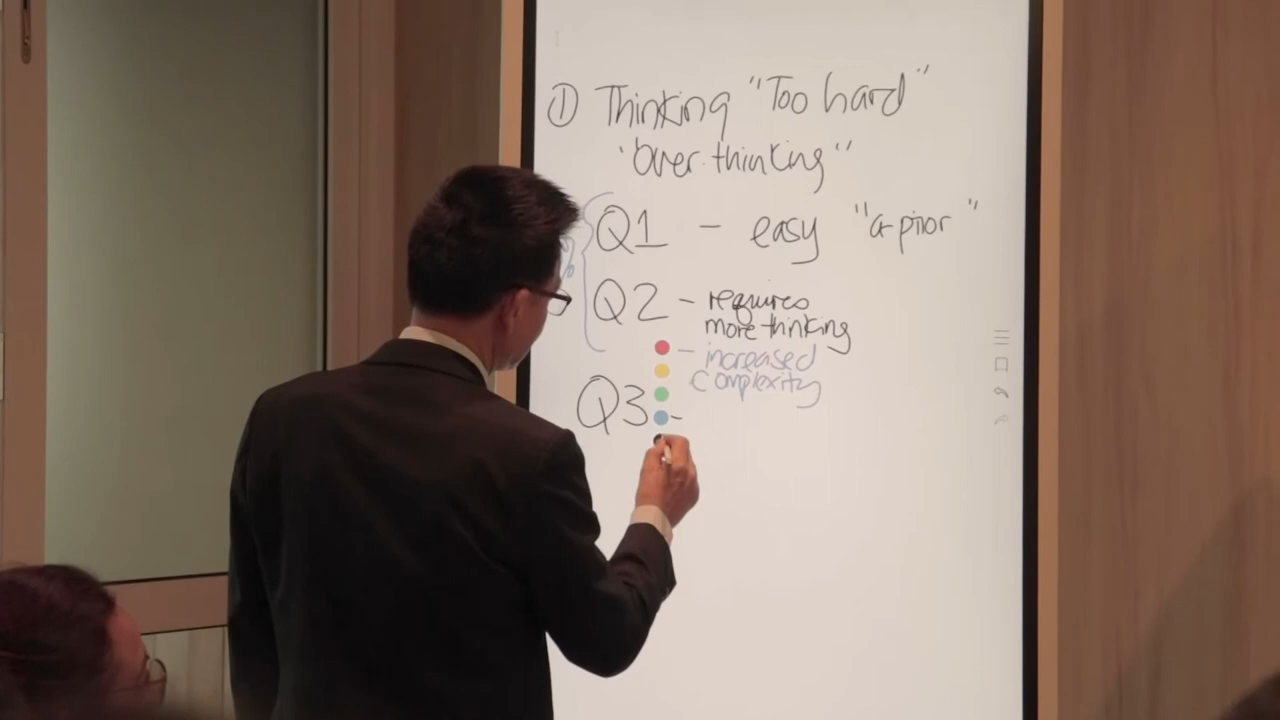 ① Thinking "Too hard"
'Over thinking"
Q1 - easy "a prior "
Q2 - requires
more thinking
- increased
complexity
Q3 -